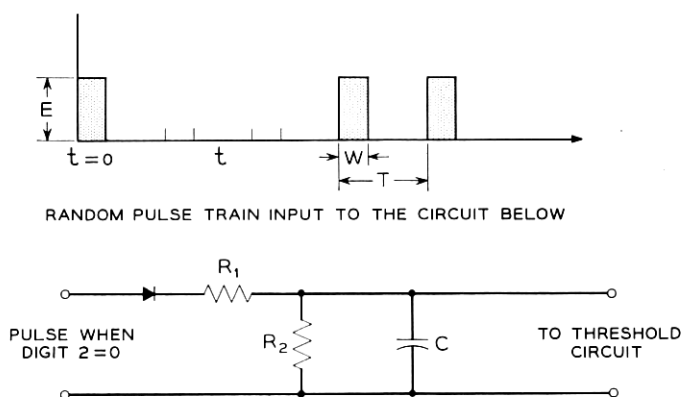 E
t=0
t
W
T
RANDOM PULSE TRAIN INPUT TO THE CIRCUIT BELOW
R1
PULSE WHEN
DIGIT 2=0
R2
C
TO THRESHOLD
CIRCUIT